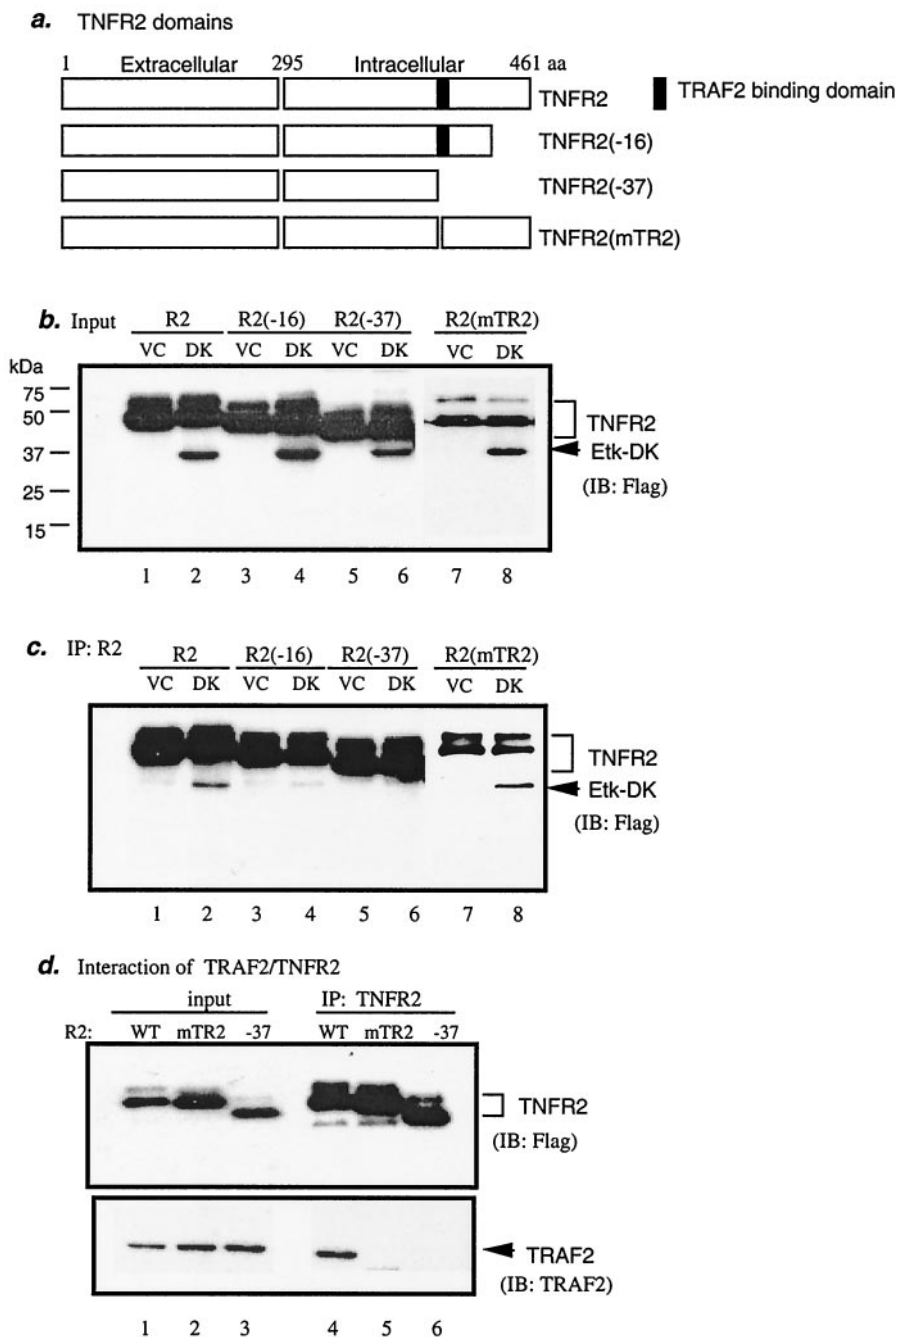 a. TNFR2 domains
1 Extracellular 295 Intracellular 461 aa
TNFR2
TRAF2 binding domain
TNFR2(-16)
TNFR2(-37)
TNFR2(mTR2)
b. Input R2 R2(-16) R2(-37) R2(mTR2)
VC DK VC DK VC DK VC DK
kDa
75
50
37
25
15
TNFR2
Etk-DK
(IB: Flag)
1 2 3 4 5 6 7 8
c. IP: R2 R2 R2(-16) R2(-37) R2(mTR2)
VC DK VC DK VC DK VC DK
TNFR2
Etk-DK
(IB: Flag)
1 2 3 4 5 6 7 8
d. Interaction of TRAF2/TNFR2
input IP: TNFR2
R2: WT mTR2 -37 WT mTR2 -37
TNFR2
(IB: Flag)
TRAF2
(IB: TRAF2)
1 2 3 4 5 6